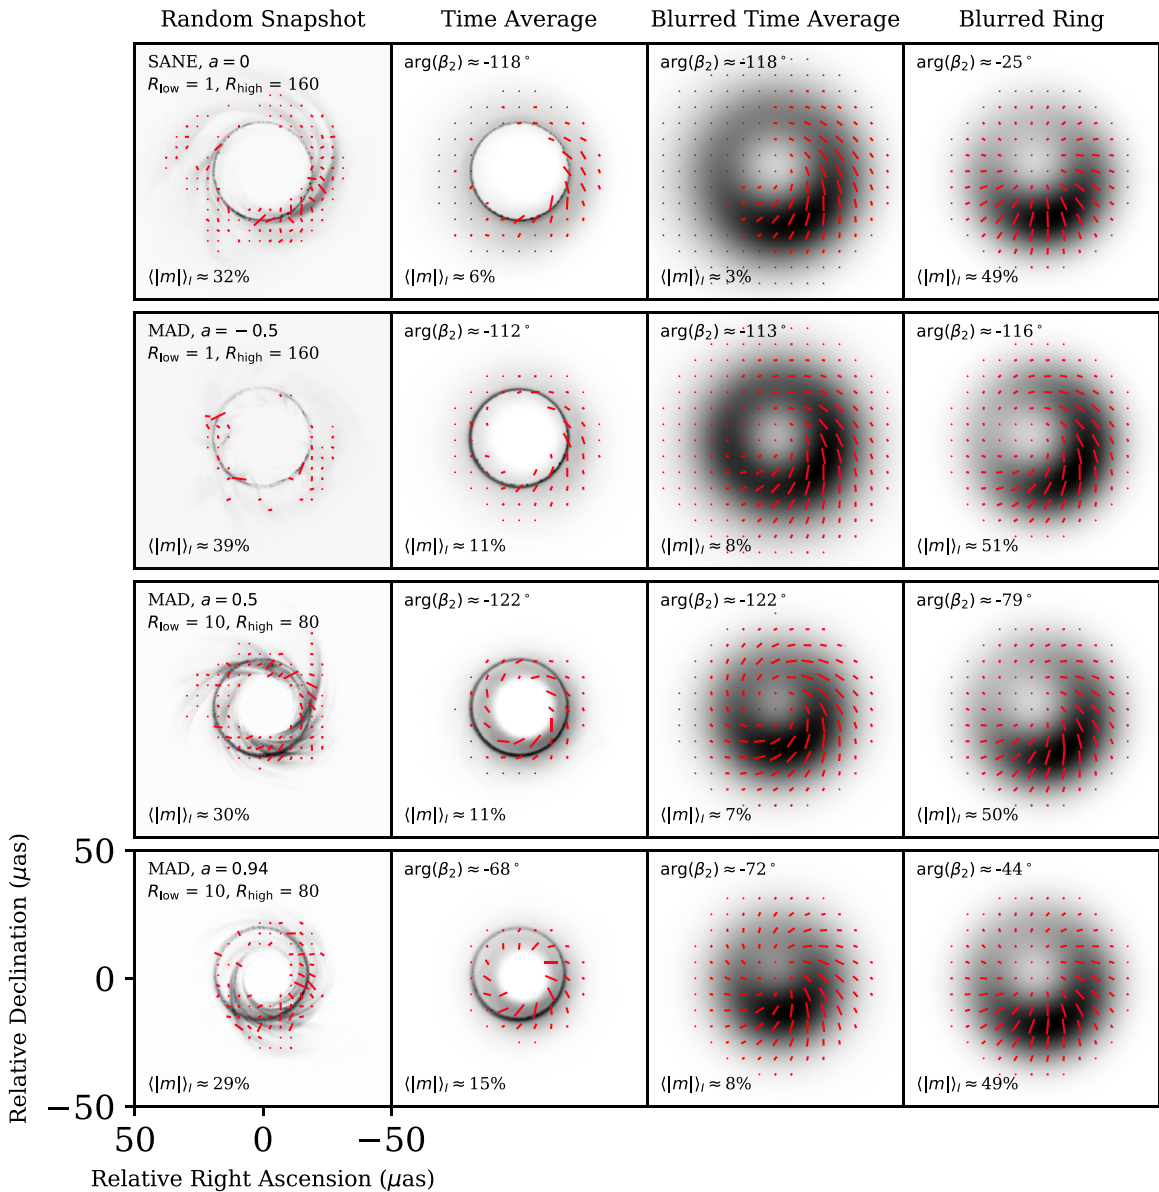 Random Snapshot Time Average Blurred Time Average Blurred Ring
SANE, a = 0
R_low = 1, R_high = 160
⟨|m|⟩_I ≈ 32%
arg(β₂) ≈ -118°
⟨|m|⟩_I ≈ 6%
arg(β₂) ≈ -118°
⟨|m|⟩_I ≈ 3%
arg(β₂) ≈ -25°
⟨|m|⟩_I ≈ 49%
MAD, a = −0.5
R_low = 1, R_high = 160
⟨|m|⟩_I ≈ 39%
arg(β₂) ≈ -112°
⟨|m|⟩_I ≈ 11%
arg(β₂) ≈ -113°
⟨|m|⟩_I ≈ 8%
arg(β₂) ≈ -116°
⟨|m|⟩_I ≈ 51%
MAD, a = 0.5
R_low = 10, R_high = 80
⟨|m|⟩_I ≈ 30%
arg(β₂) ≈ -122°
⟨|m|⟩_I ≈ 11%
arg(β₂) ≈ -122°
⟨|m|⟩_I ≈ 7%
arg(β₂) ≈ -79°
⟨|m|⟩_I ≈ 50%
MAD, a = 0.94
R_low = 10, R_high = 80
⟨|m|⟩_I ≈ 29%
arg(β₂) ≈ -68°
⟨|m|⟩_I ≈ 15%
arg(β₂) ≈ -72°
⟨|m|⟩_I ≈ 8%
arg(β₂) ≈ -44°
⟨|m|⟩_I ≈ 49%
Relative Declination (μas)
50
0
−50
50 0 −50
Relative Right Ascension (μas)